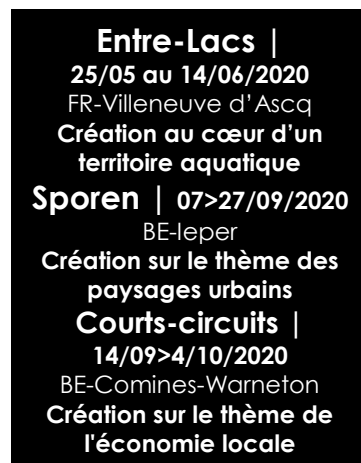 Entre-Lacs |
25/05 au 14/06/2020
FR-Villeneuve d’Ascq
Création au cœur d’un
territoire aquatique
Sporen | 07>27/09/2020
BE-Ieper
Création sur le thème des
paysages urbains
Courts-circuits |
14/09>4/10/2020
BE-Comines-Warneton
Création sur le thème de
l'économie locale